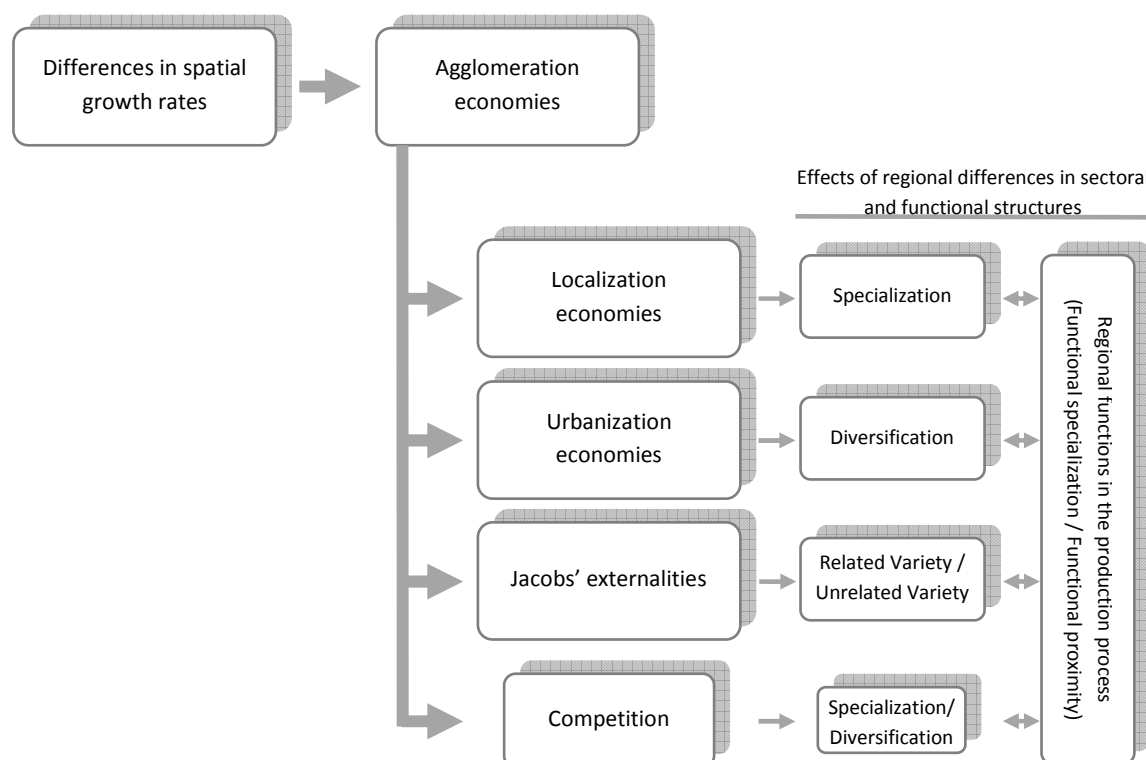 Differences in spatial
growth rates
Agglomeration
economies
Effects of regional differences in sectora
and functional structures
Localization
economies
Specialization
Urbanization
economies
Diversification
Jacobs’ externalities
Related Variety /
Unrelated Variety
Competition
Specialization/
Diversification
Regional functions in the production process
(Functional specialization / Functional proximity)